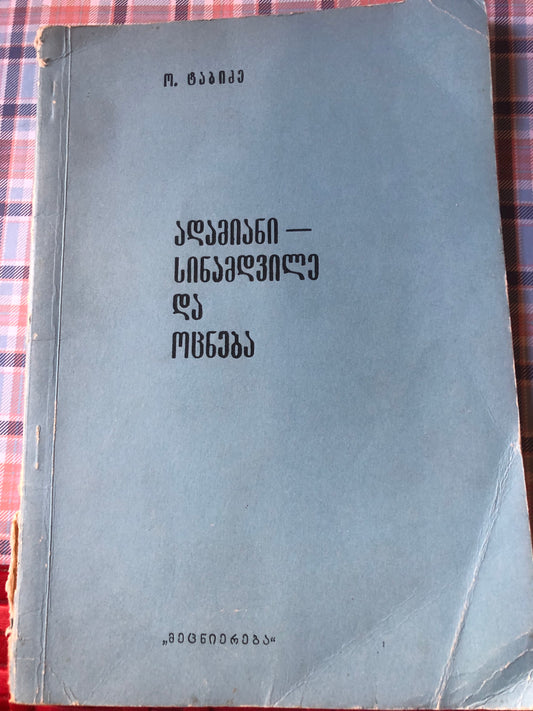 ო. ტაბიძე
ადამიანი —
სინამდვილე
და
ოცნება
„მეცნიერება“